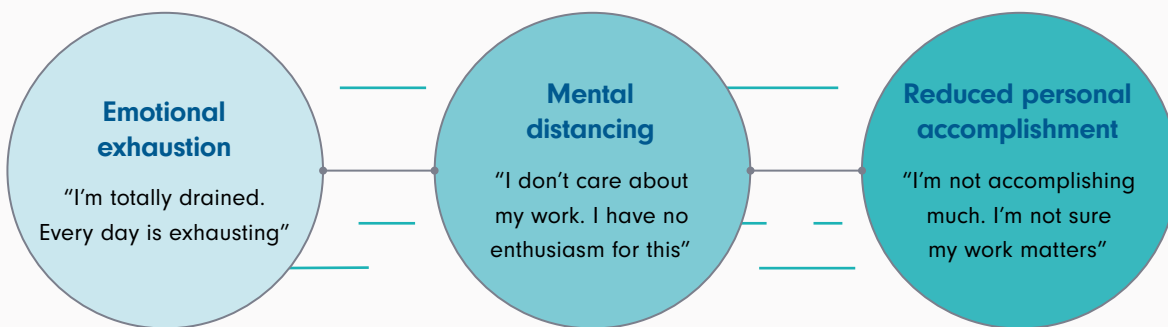 Emotional
exhaustion
“I’m totally drained.
Every day is exhausting”
Mental
distancing
“I don’t care about
my work. I have no
enthusiasm for this”
Reduced personal
accomplishment
“I’m not accomplishing
much. I’m not sure
my work matters”